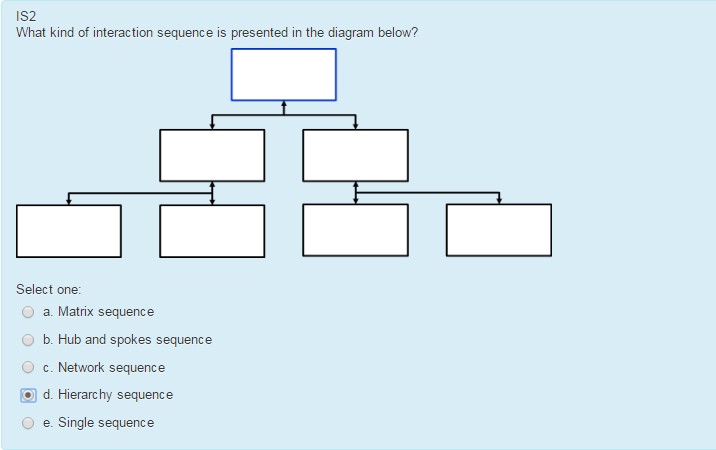 IS2
What kind of interaction sequence is presented in the diagram below?
Select one:
a. Matrix sequence
b. Hub and spokes sequence
c. Network sequence
d. Hierarchy sequence
e. Single sequence